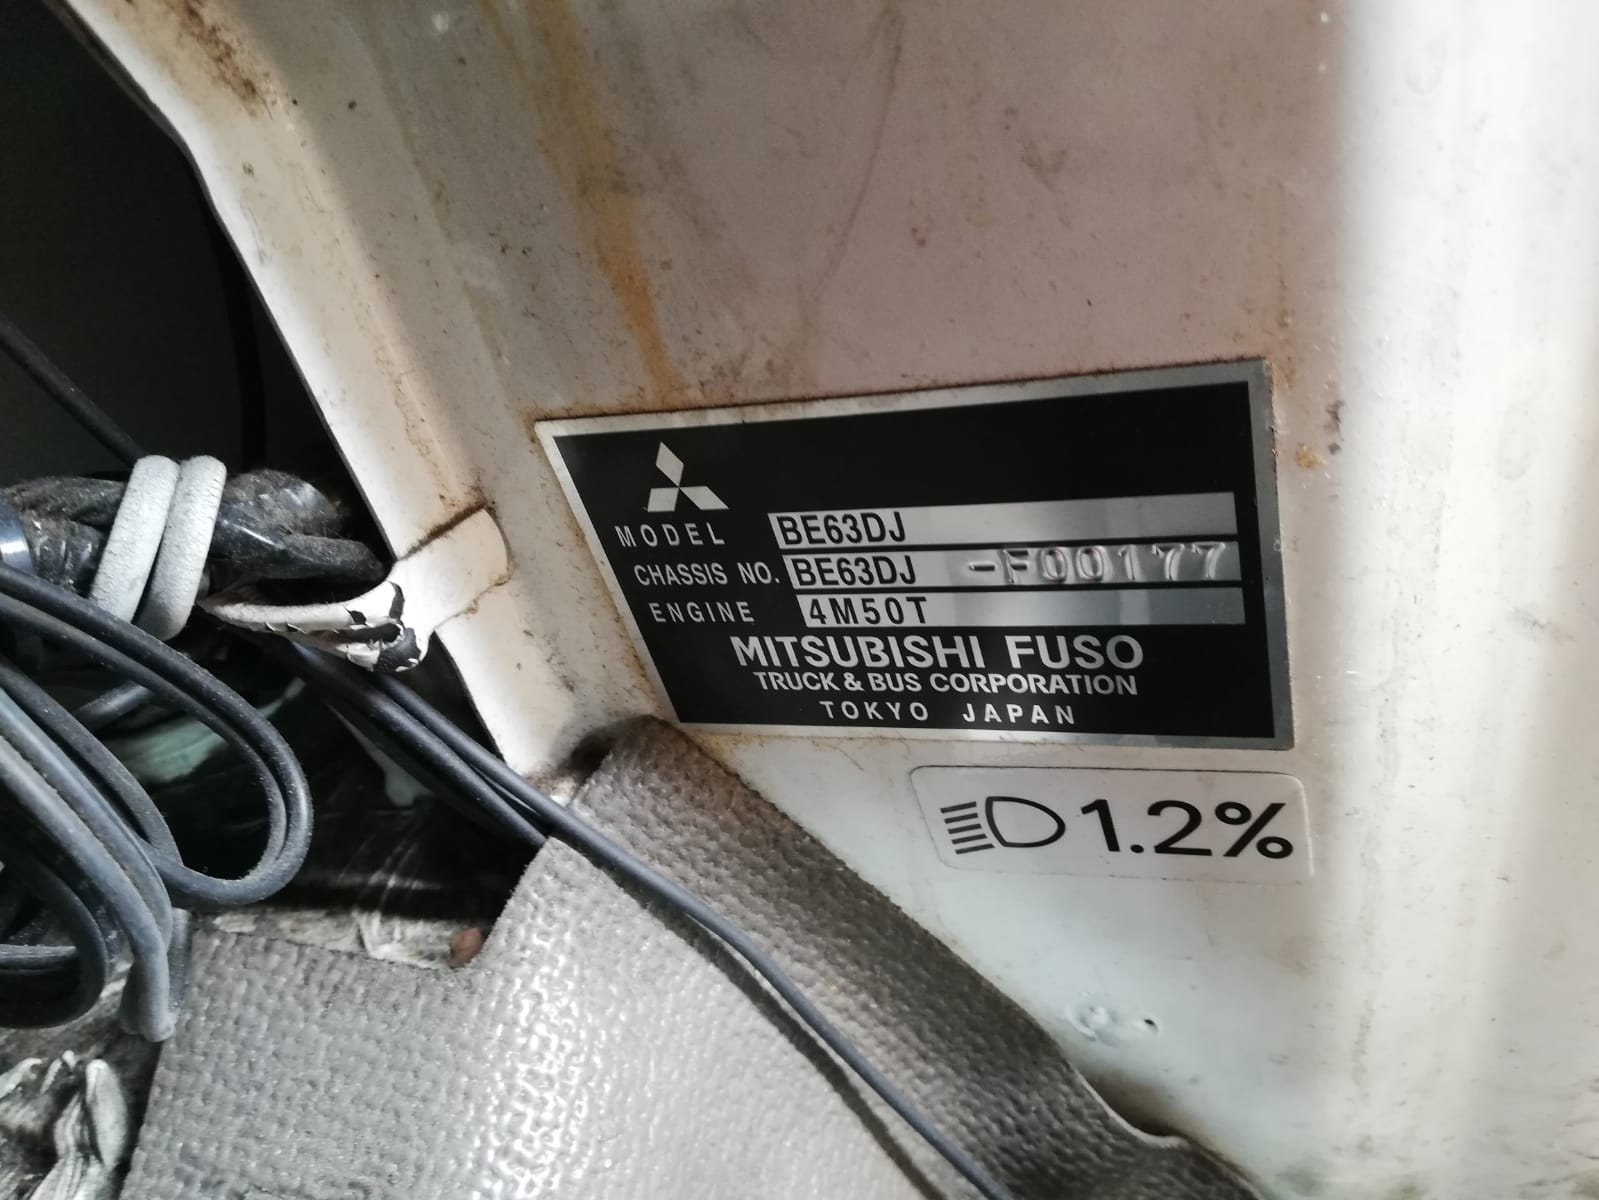 MODEL BE63DJ
CHASSIS NO. BE63DJ -F00177
ENGINE 4M50T
MITSUBISHI FUSO
TRUCK & BUS CORPORATION
TOKYO JAPAN
1.2%